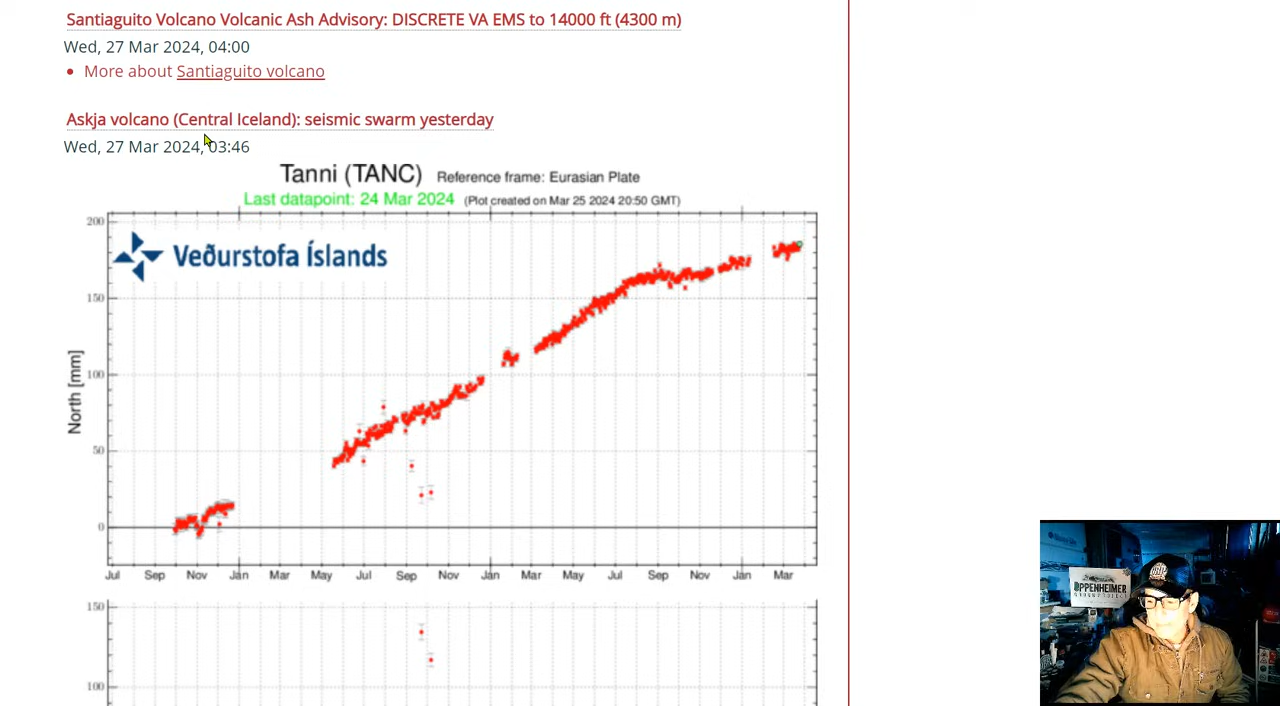 Santiaguito Volcano Volcanic Ash Advisory: DISCRETE VA EMS to 14000 ft (4300 m)
Wed, 27 Mar 2024, 04:00
• More about Santiaguito volcano
Askja volcano (Central Iceland): seismic swarm yesterday
Wed, 27 Mar 2024, 03:46
Tanni (TANC) Reference frame: Eurasian Plate
Last datapoint: 24 Mar 2024 (Plot created on Mar 25 2024 20:50 GMT)
200
Veðurstofa Íslands
150
North [mm]
100
50
0
Jul Sep Nov Jan Mar May Jul Sep Nov Jan Mar May Jul Sep Nov Jan Mar
150
100
OPPENHEIMER